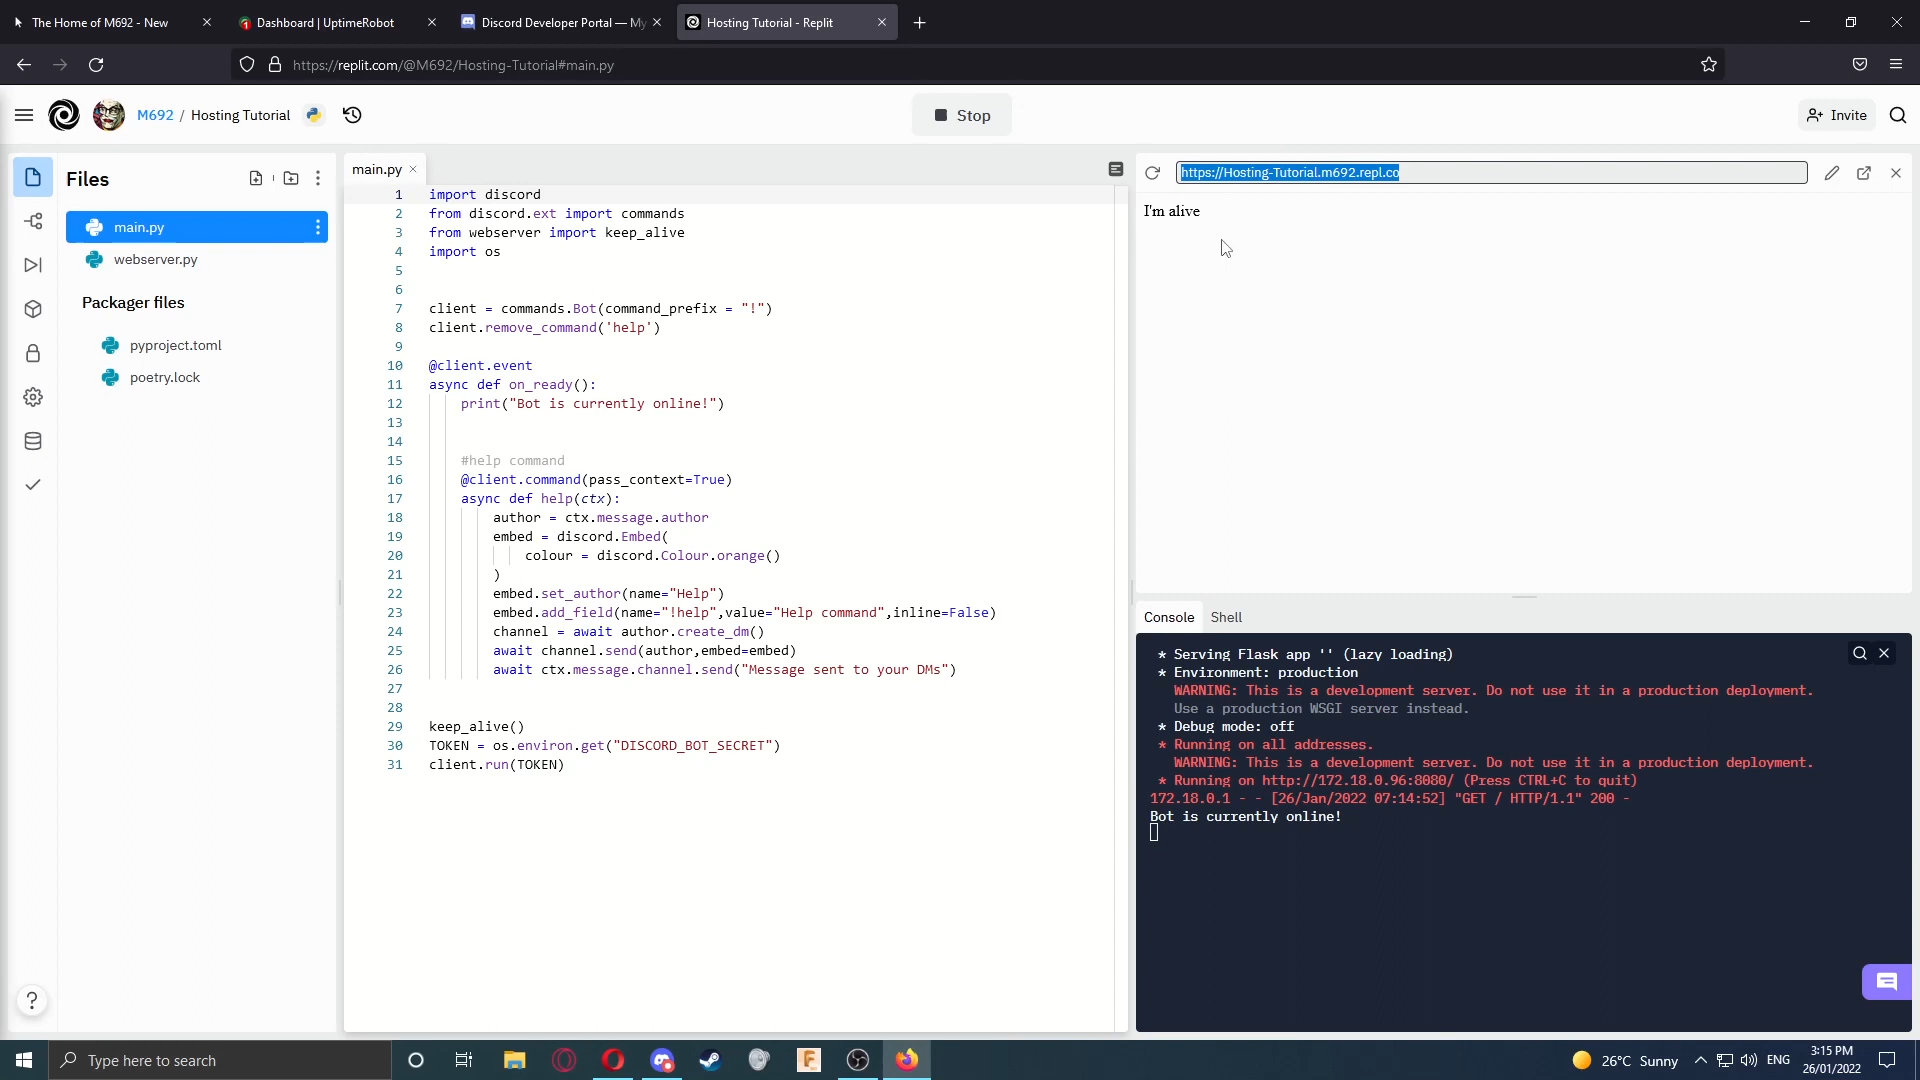 The Home of M692 - New
Dashboard | UptimeRobot
Discord Developer Portal — My
Hosting Tutorial - Replit
https://replit.com/@M692/Hosting-Tutorial#main.py
M692 / Hosting Tutorial
Stop
Invite
Files
main.py
webserver.py
Packager files
pyproject.toml
poetry.lock
main.py
1 import discord
2 from discord.ext import commands
3 from webserver import keep_alive
4 import os
5
6
7 client = commands.Bot(command_prefix = "!")
8 client.remove_command('help')
9
10 @client.event
11 async def on_ready():
12 print("Bot is currently online!")
13
14
15 #help command
16 @client.command(pass_context=True)
17 async def help(ctx):
18 author = ctx.message.author
19 embed = discord.Embed(
20 colour = discord.Colour.orange()
21 )
22 embed.set_author(name="Help")
23 embed.add_field(name="!help",value="Help command",inline=False)
24 channel = await author.create_dm()
25 await channel.send(author,embed=embed)
26 await ctx.message.channel.send("Message sent to your DMs")
27
28
29 keep_alive()
30 TOKEN = os.environ.get("DISCORD_BOT_SECRET")
31 client.run(TOKEN)
https://Hosting-Tutorial.m692.repl.co
I'm alive
Console Shell
* Serving Flask app '' (lazy loading)
* Environment: production
WARNING: This is a development server. Do not use it in a production deployment.
Use a production WSGI server instead.
* Debug mode: off
* Running on all addresses.
WARNING: This is a development server. Do not use it in a production deployment.
* Running on http://172.18.0.96:8080/ (Press CTRL+C to quit)
172.18.0.1 - - [26/Jan/2022 07:14:52] "GET / HTTP/1.1" 200 -
Bot is currently online!
?
Type here to search
26°C Sunny
ENG
3:15 PM
26/01/2022